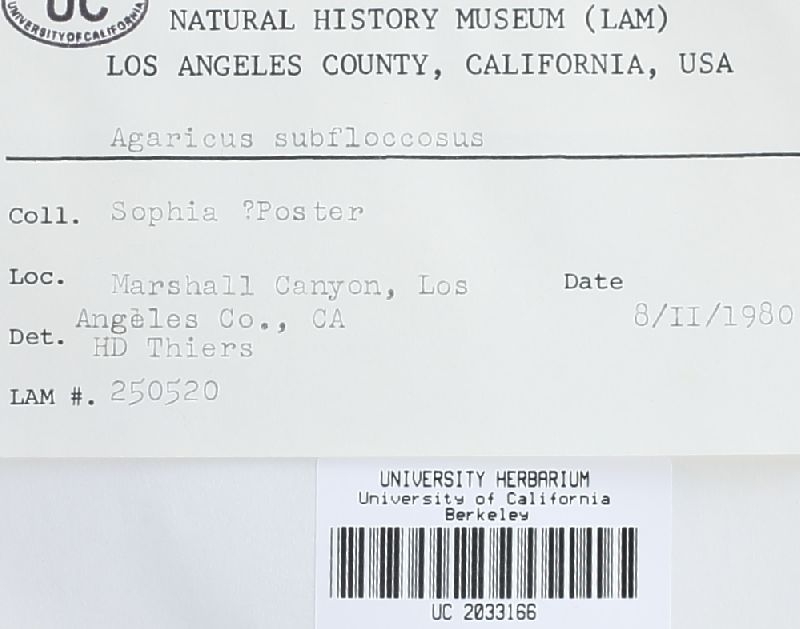 UC
UNIVERSITY OF CALIFORNIA
NATURAL HISTORY MUSEUM (LAM)
LOS ANGELES COUNTY, CALIFORNIA, USA
Agaricus subfloccosus
Coll. Sophia ?Poster
Loc. Marshall Canyon, Los Date
Angeles Co., CA 8/II/1980
Det. HD Thiers
LAM #. 250520
UNIVERSITY HERBARIUM
University of California
Berkeley
UC 2033166